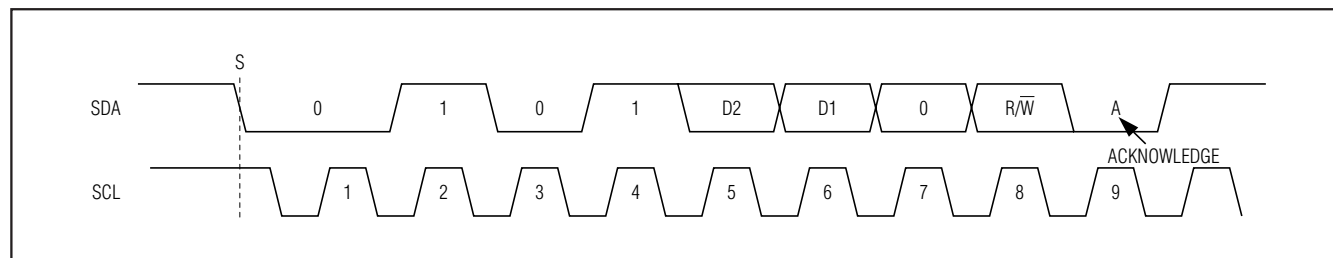 S
SDA 0 1 0 1 D2 D1 0 R/W̅ A
ACKNOWLEDGE
SCL 1 2 3 4 5 6 7 8 9